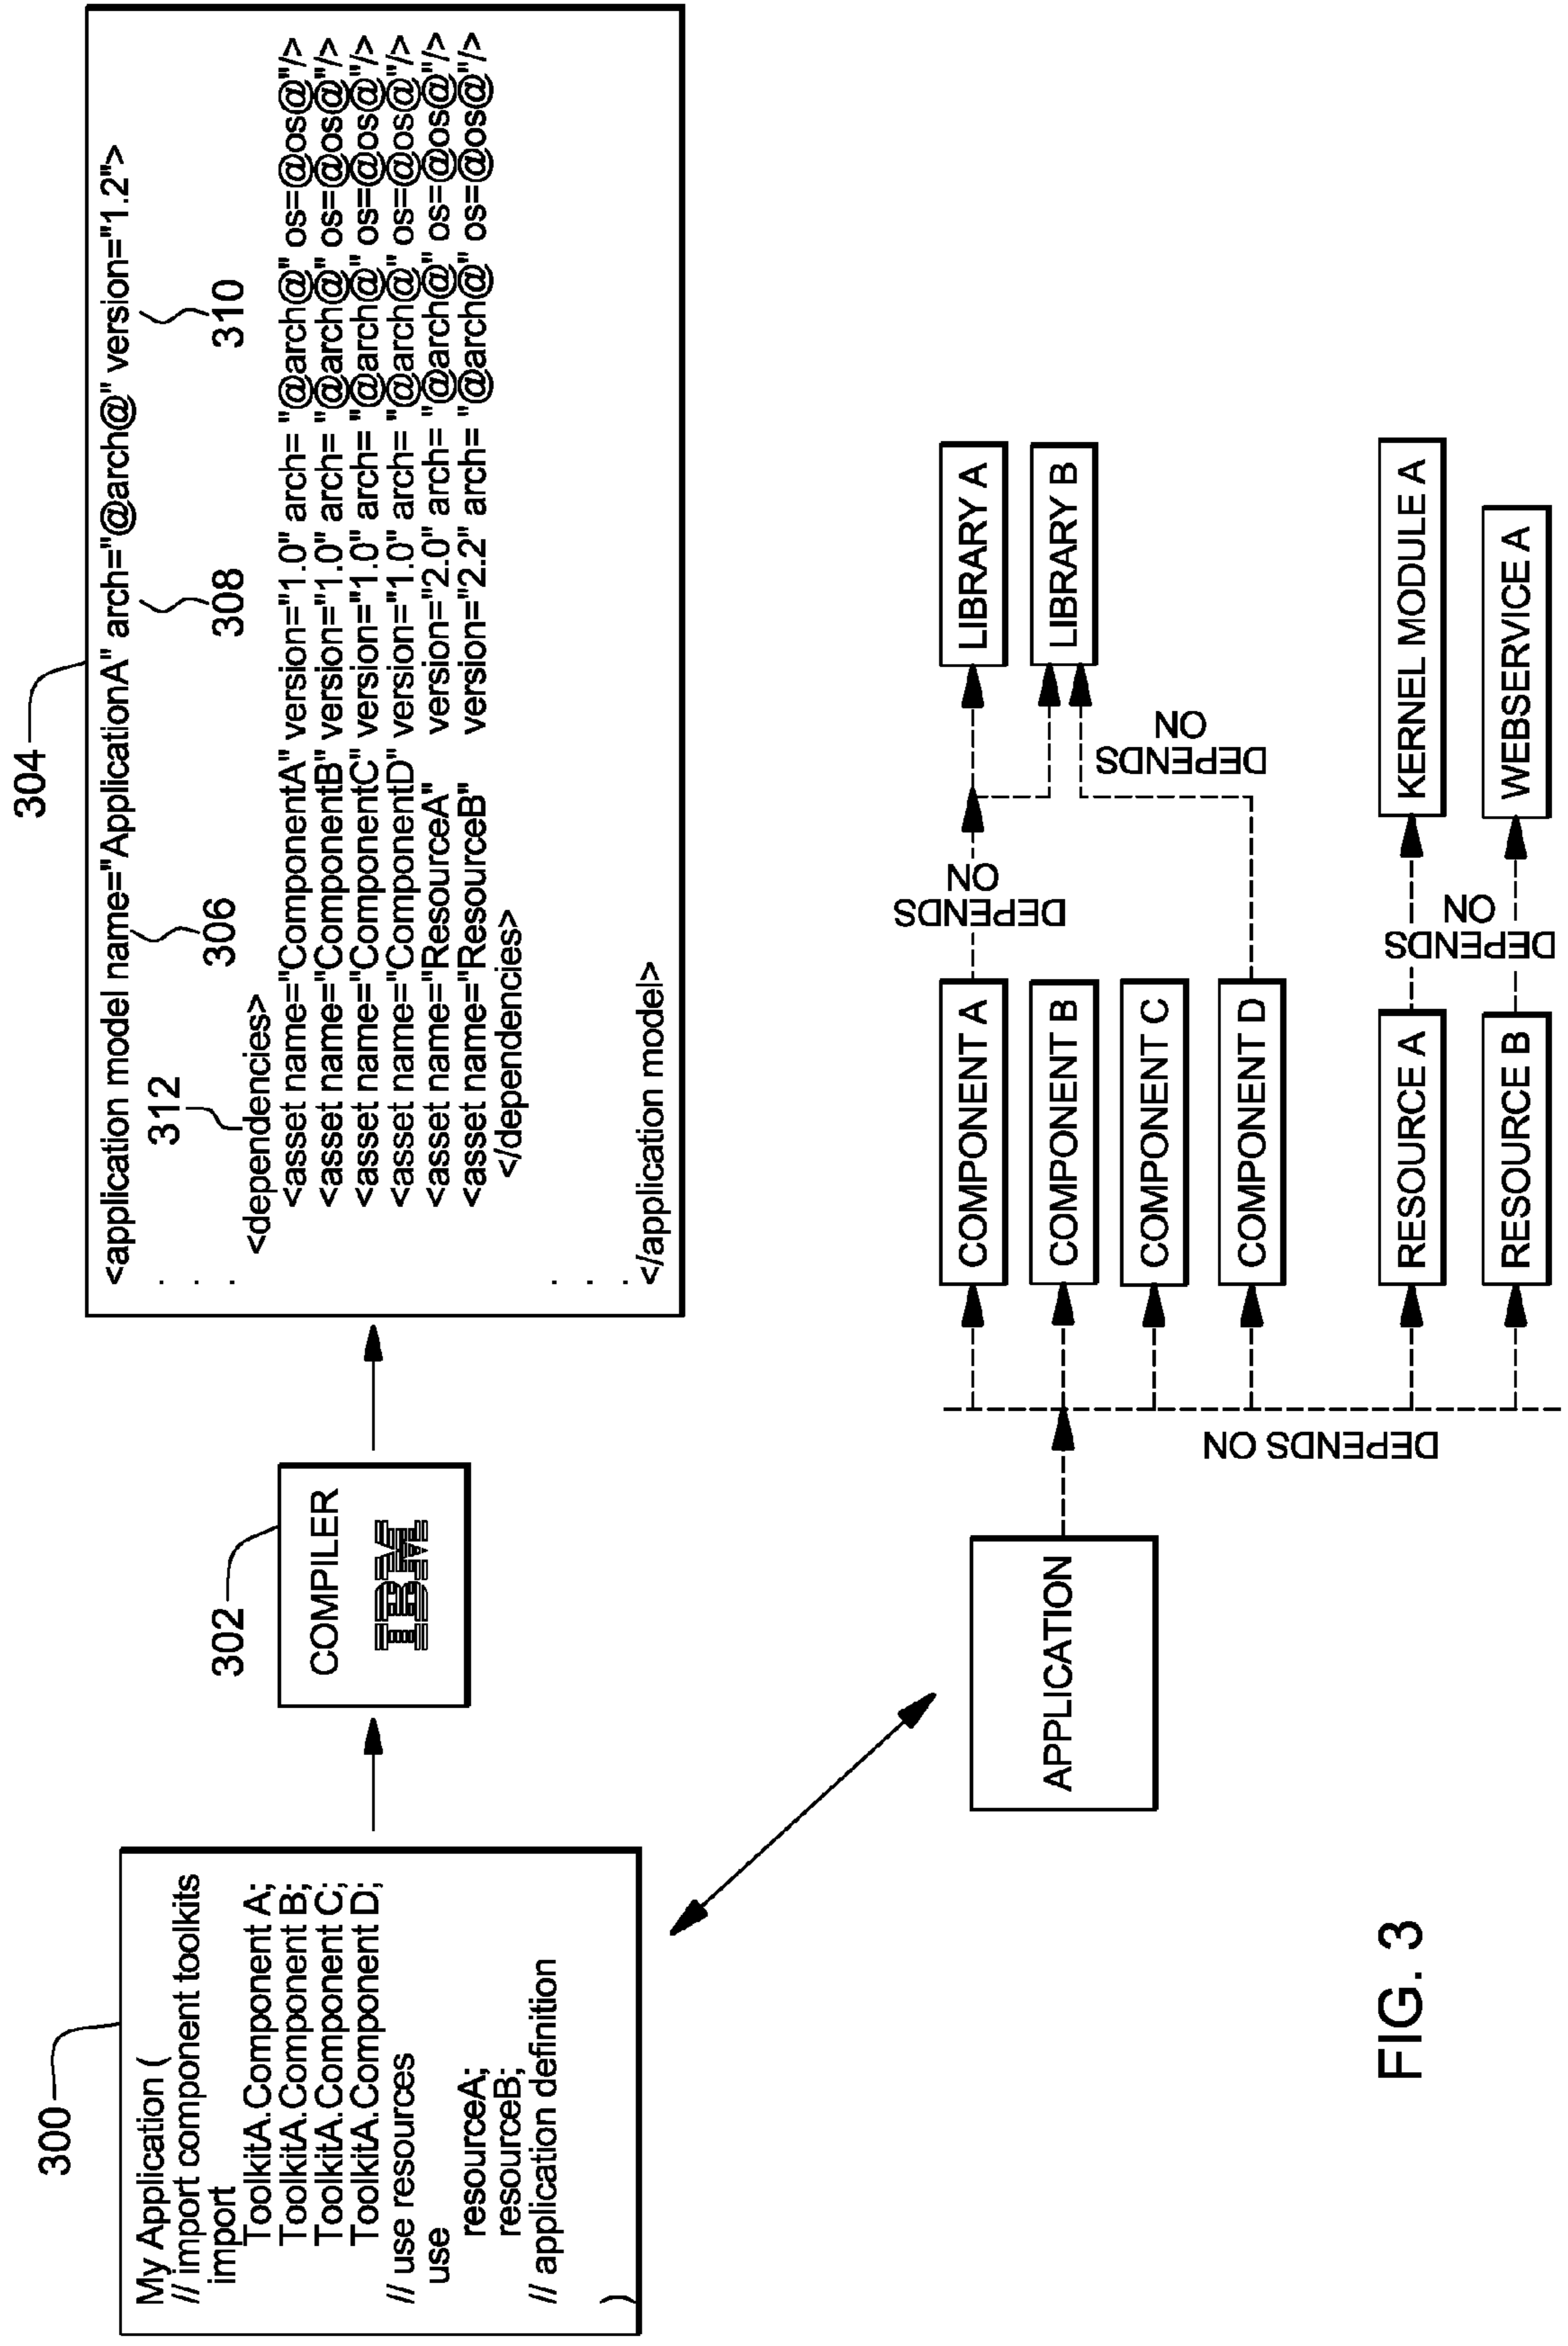 300
My Application (
// import component toolkits
import
ToolkitA.Component A;
ToolkitA.Component B;
ToolkitA.Component C;
ToolkitA.Component D;
// use resources
use
resourceA;
resourceB;
// application definition
)
302
COMPILER
IBM
304
<application model name="ApplicationA" arch="@arch@" version="1.2">
306
308
310
. . .
312
<dependencies>
<asset name="ComponentA" version="1.0" arch="@arch@" os=@os@"/>
<asset name="ComponentB" version="1.0" arch="@arch@" os=@os@"/>
<asset name="ComponentC" version="1.0" arch="@arch@" os=@os@"/>
<asset name="ComponentD" version="1.0" arch="@arch@" os=@os@"/>
<asset name="ResourceA" version="2.0" arch="@arch@" os=@os@"/>
<asset name="ResourceB" version="2.2" arch="@arch@" os=@os@"/>
</dependencies>
. . .
</application model>
APPLICATION
DEPENDS ON
COMPONENT A
COMPONENT B
COMPONENT C
COMPONENT D
RESOURCE A
RESOURCE B
DEPENDS
ON
DEPENDS
ON
DEPENDS
ON
DEPENDS
LIBRARY A
LIBRARY B
KERNEL MODULE A
WEBSERVICE A
FIG. 3